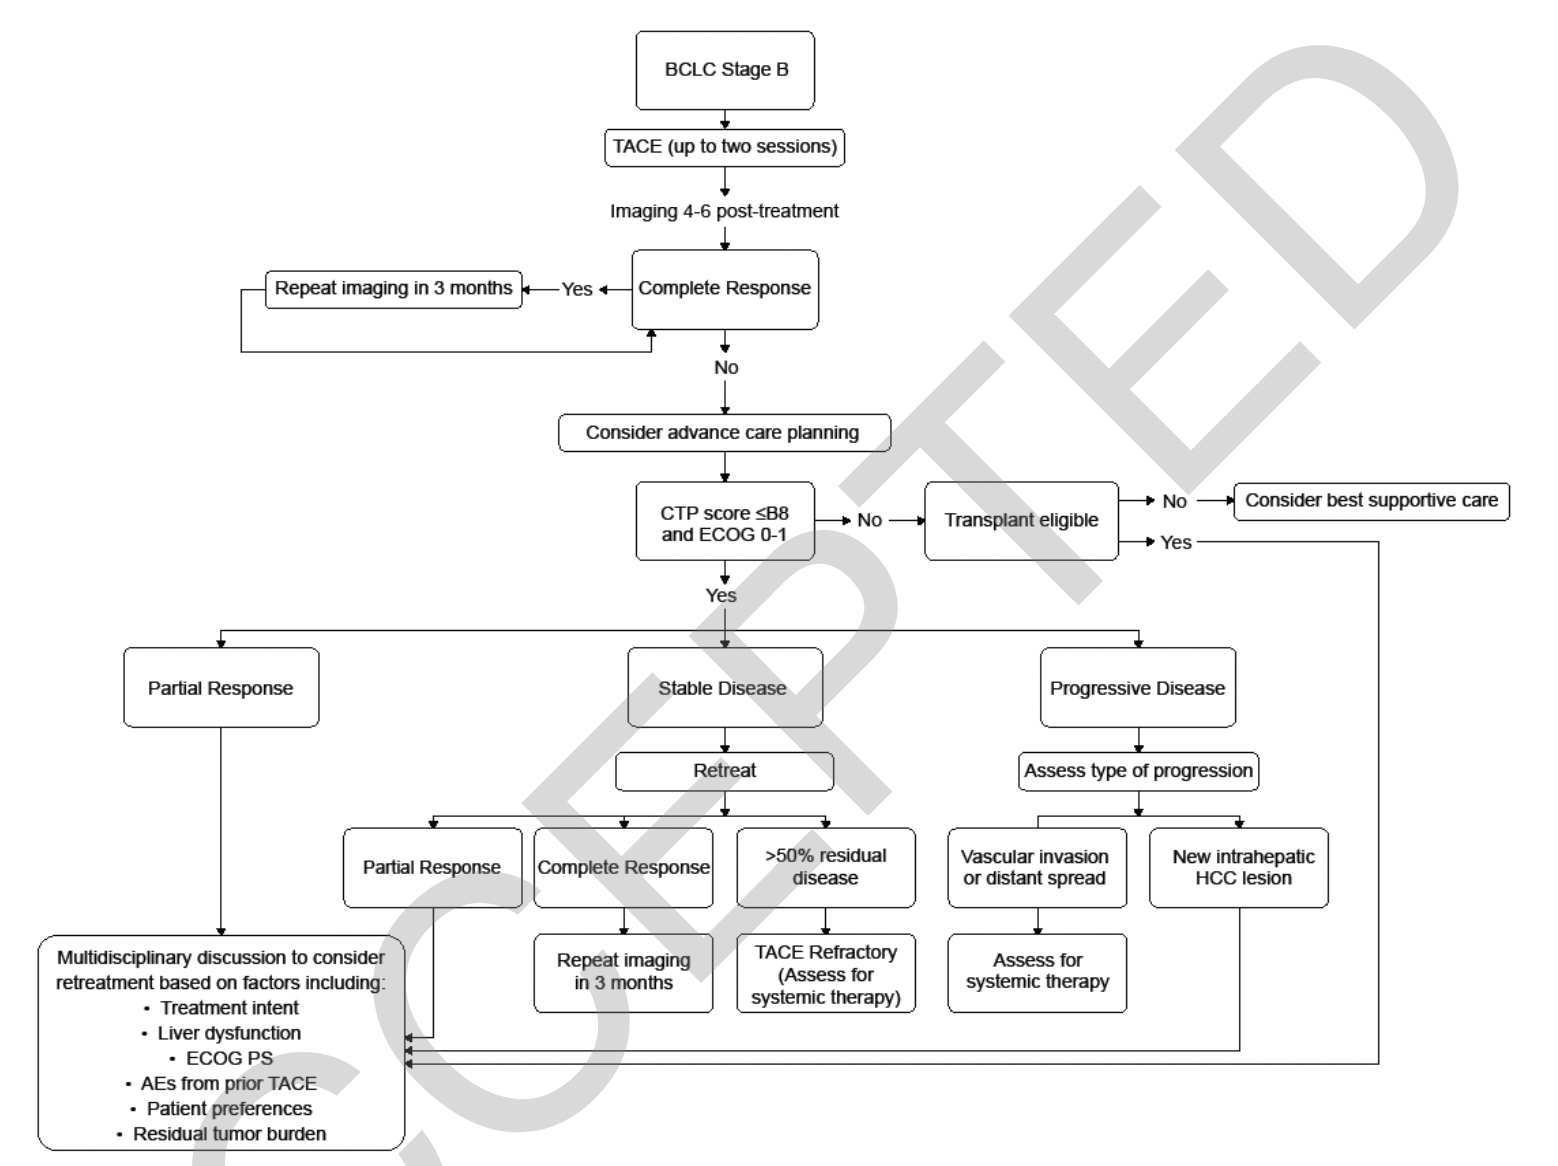 BCLC Stage B
TACE (up to two sessions)
Imaging 4-6 post-treatment
Complete Response
Yes
Repeat imaging in 3 months
No
Consider advance care planning
CTP score ≤B8
and ECOG 0-1
No
Transplant eligible
No
Consider best supportive care
Yes
Yes
Partial Response
Stable Disease
Progressive Disease
Retreat
Assess type of progression
Partial Response
Complete Response
>50% residual
disease
Vascular invasion
or distant spread
New intrahepatic
HCC lesion
Repeat imaging
in 3 months
TACE Refractory
(Assess for
systemic therapy)
Assess for
systemic therapy
Multidisciplinary discussion to consider
retreatment based on factors including:
• Treatment intent
• Liver dysfunction
• ECOG PS
• AEs from prior TACE
• Patient preferences
• Residual tumor burden
CCEPTED